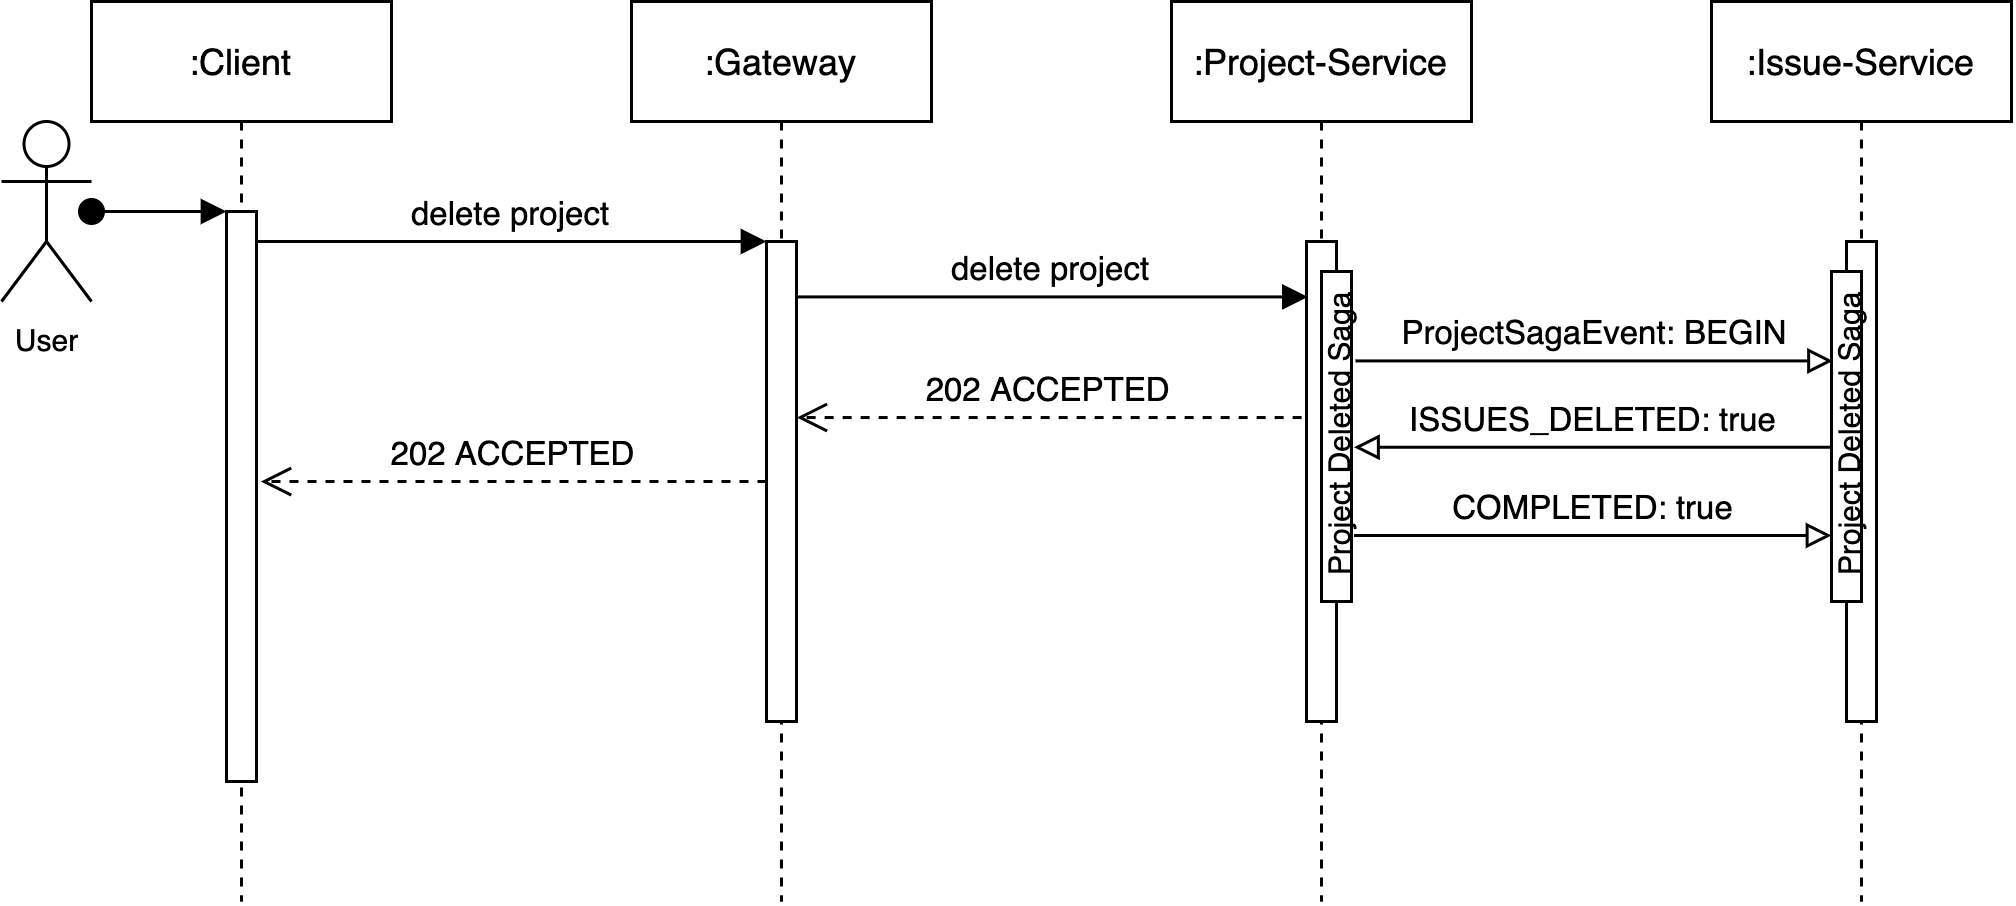 :Client
:Gateway
:Project-Service
:Issue-Service
User
delete project
delete project
Project Deleted Saga
ProjectSagaEvent: BEGIN
Project Deleted Saga
202 ACCEPTED
ISSUES_DELETED: true
202 ACCEPTED
COMPLETED: true